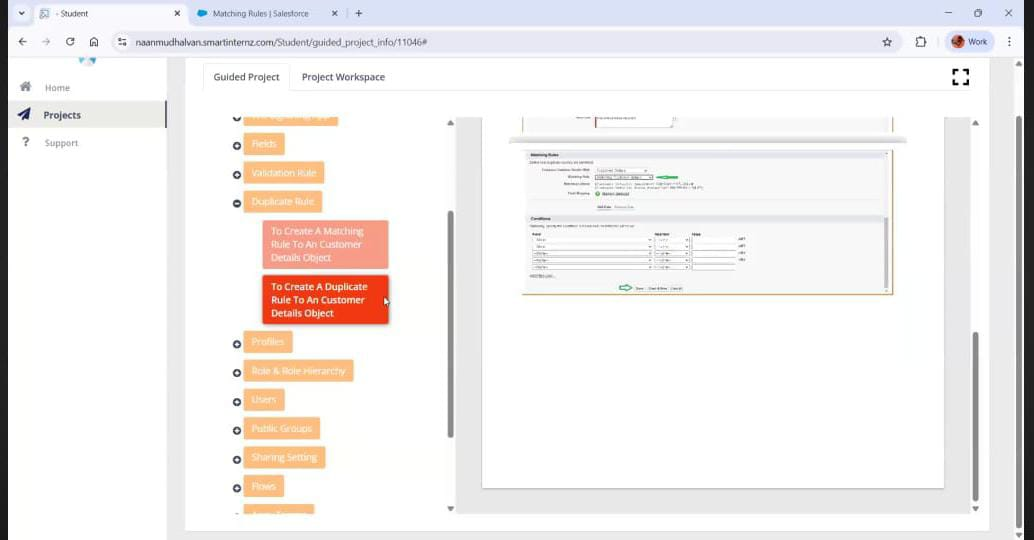 - Student
Matching Rules | Salesforce
naanmudhalvan.smartinternz.com/Student/guided_project_info/11046#
Work
Home
Projects
Support
Guided Project
Project Workspace
Fields
Validation Rule
Duplicate Rule
To Create A Matching
Rule To An Customer
Details Object
To Create A Duplicate
Rule To An Customer
Details Object
Profiles
Role & Role Hierarchy
Users
Public Groups
Sharing Setting
Flows
Matching Rules
Matching Rule
Conditions